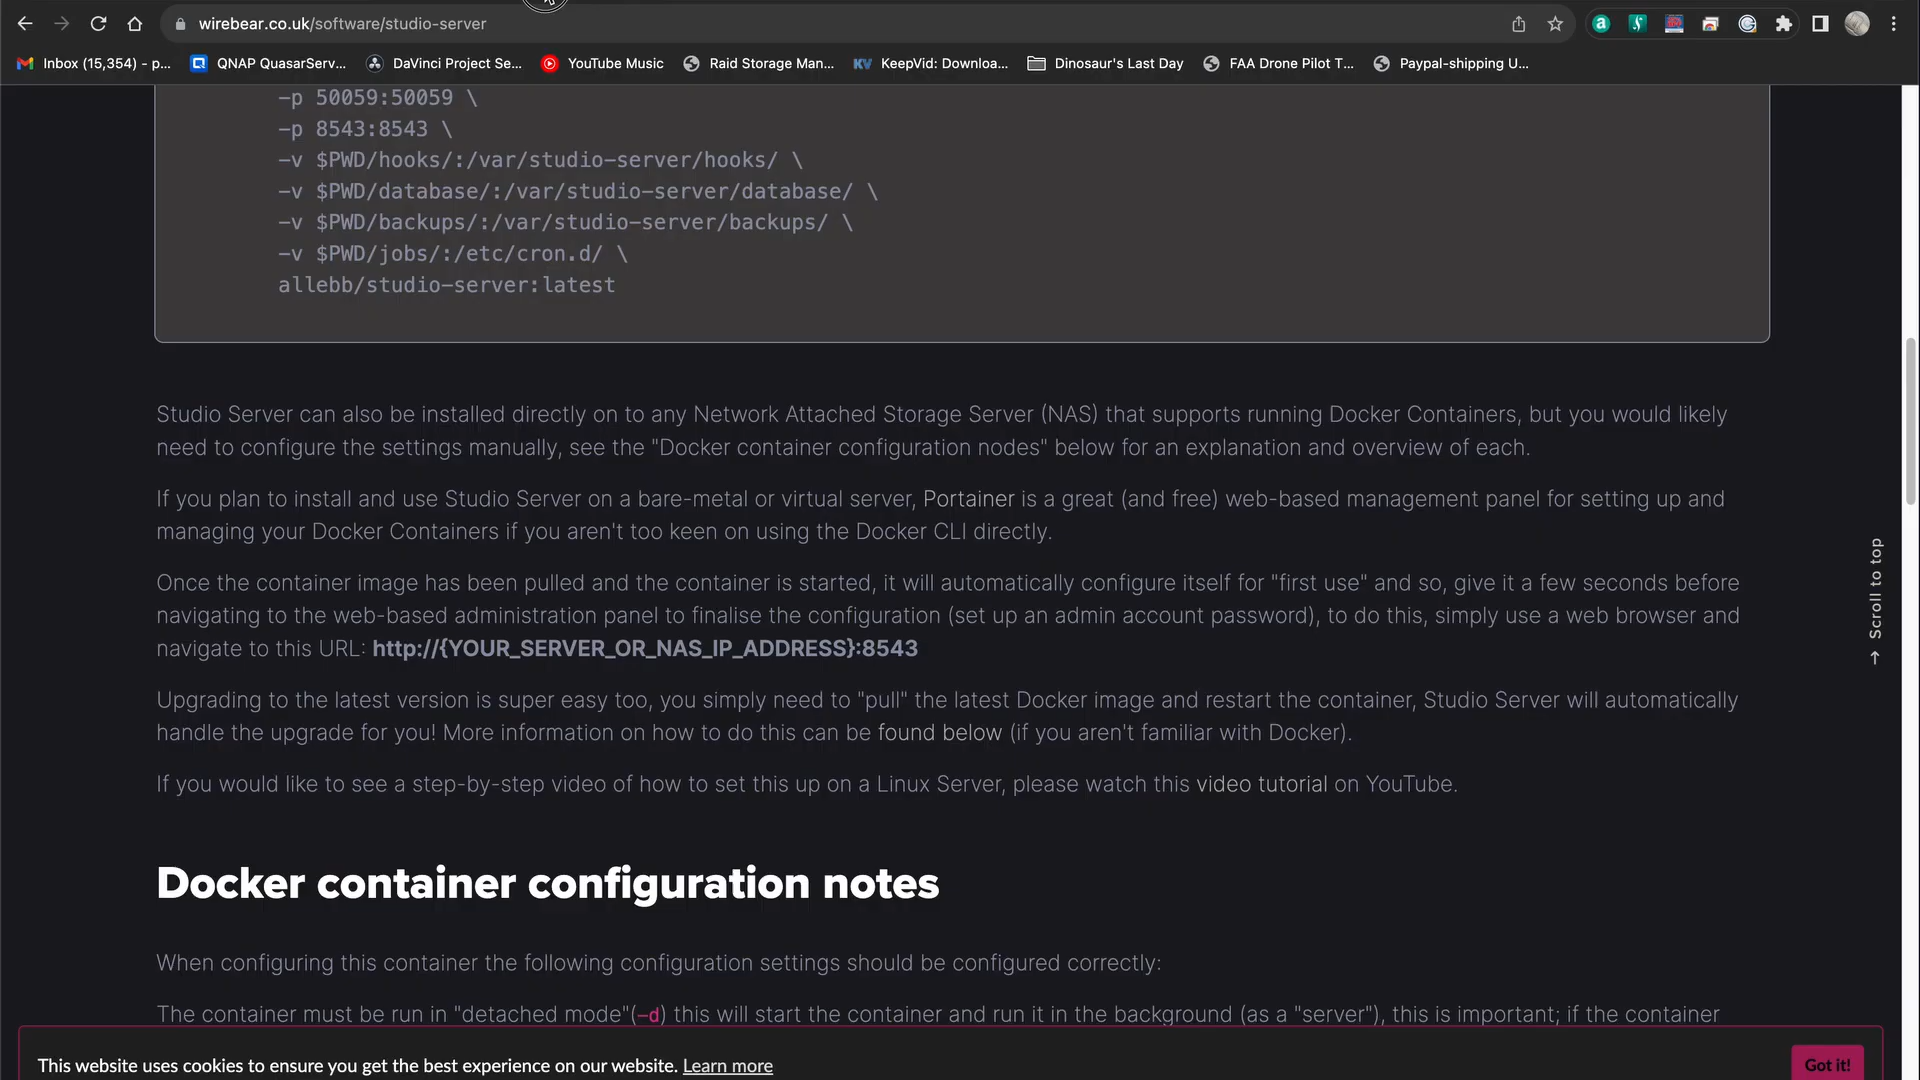 wirebear.co.uk/software/studio-server
Inbox (15,354) - p...
QNAP QuasarServ...
DaVinci Project Se...
YouTube Music
Raid Storage Man...
KV KeepVid: Downloa...
Dinosaur's Last Day
FAA Drone Pilot T...
Paypal-shipping U...
-p 50059:50059 \
-p 8543:8543 \
-v $PWD/hooks/:/var/studio-server/hooks/ \
-v $PWD/database/:/var/studio-server/database/ \
-v $PWD/backups/:/var/studio-server/backups/ \
-v $PWD/jobs/:/etc/cron.d/ \
allebb/studio-server:latest
Studio Server can also be installed directly on to any Network Attached Storage Server (NAS) that supports running Docker Containers, but you would likely
need to configure the settings manually, see the "Docker container configuration nodes" below for an explanation and overview of each.
If you plan to install and use Studio Server on a bare-metal or virtual server, Portainer is a great (and free) web-based management panel for setting up and
managing your Docker Containers if you aren't too keen on using the Docker CLI directly.
Once the container image has been pulled and the container is started, it will automatically configure itself for "first use" and so, give it a few seconds before
navigating to the web-based administration panel to finalise the configuration (set up an admin account password), to do this, simply use a web browser and
navigate to this URL: http://{YOUR_SERVER_OR_NAS_IP_ADDRESS}:8543
Upgrading to the latest version is super easy too, you simply need to "pull" the latest Docker image and restart the container, Studio Server will automatically
handle the upgrade for you! More information on how to do this can be found below (if you aren't familiar with Docker).
If you would like to see a step-by-step video of how to set this up on a Linux Server, please watch this video tutorial on YouTube.
Scroll to top
Docker container configuration notes
When configuring this container the following configuration settings should be configured correctly:
The container must be run in "detached mode"(-d) this will start the container and run it in the background (as a "server"), this is important; if the container
This website uses cookies to ensure you get the best experience on our website. Learn more
Got it!